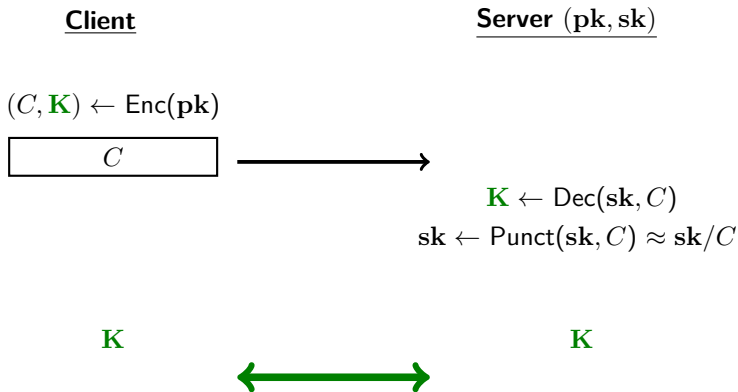 Client
Server (pk, sk)
(C, K) ← Enc(pk)
C
K ← Dec(sk, C)
sk ← Punct(sk, C) ≈ sk/C
K
K